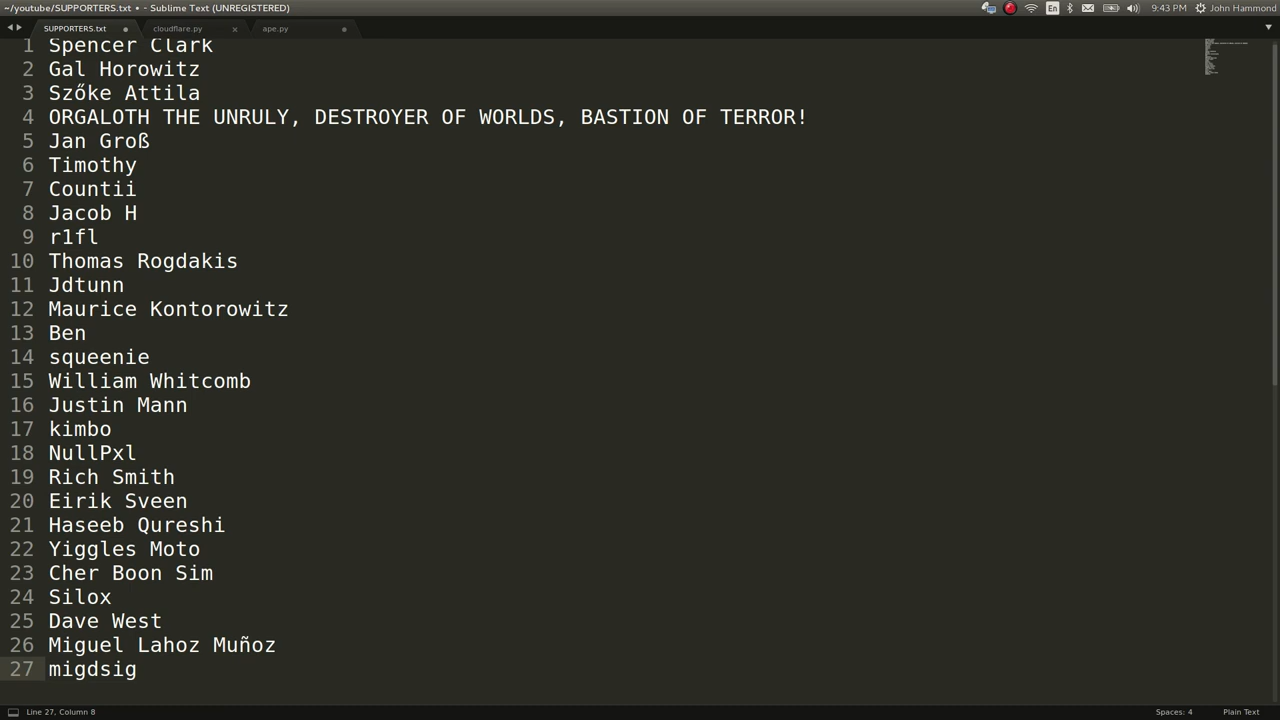 ~/youtube/SUPPORTERS.txt • - Sublime Text (UNREGISTERED)
En
9:43 PM
John Hammond
SUPPORTERS.txt
cloudflare.py
ape.py
1 Spencer Clark
2 Gal Horowitz
3 Szőke Attila
4 ORGALOTH THE UNRULY, DESTROYER OF WORLDS, BASTION OF TERROR!
5 Jan Groß
6 Timothy
7 Countii
8 Jacob H
9 r1fl
10 Thomas Rogdakis
11 Jdtunn
12 Maurice Kontorowitz
13 Ben
14 squeenie
15 William Whitcomb
16 Justin Mann
17 kimbo
18 NullPxl
19 Rich Smith
20 Eirik Sveen
21 Haseeb Qureshi
22 Yiggles Moto
23 Cher Boon Sim
24 Silox
25 Dave West
26 Miguel Lahoz Muñoz
27 migdsig
Line 27, Column 8
Spaces: 4
Plain Text